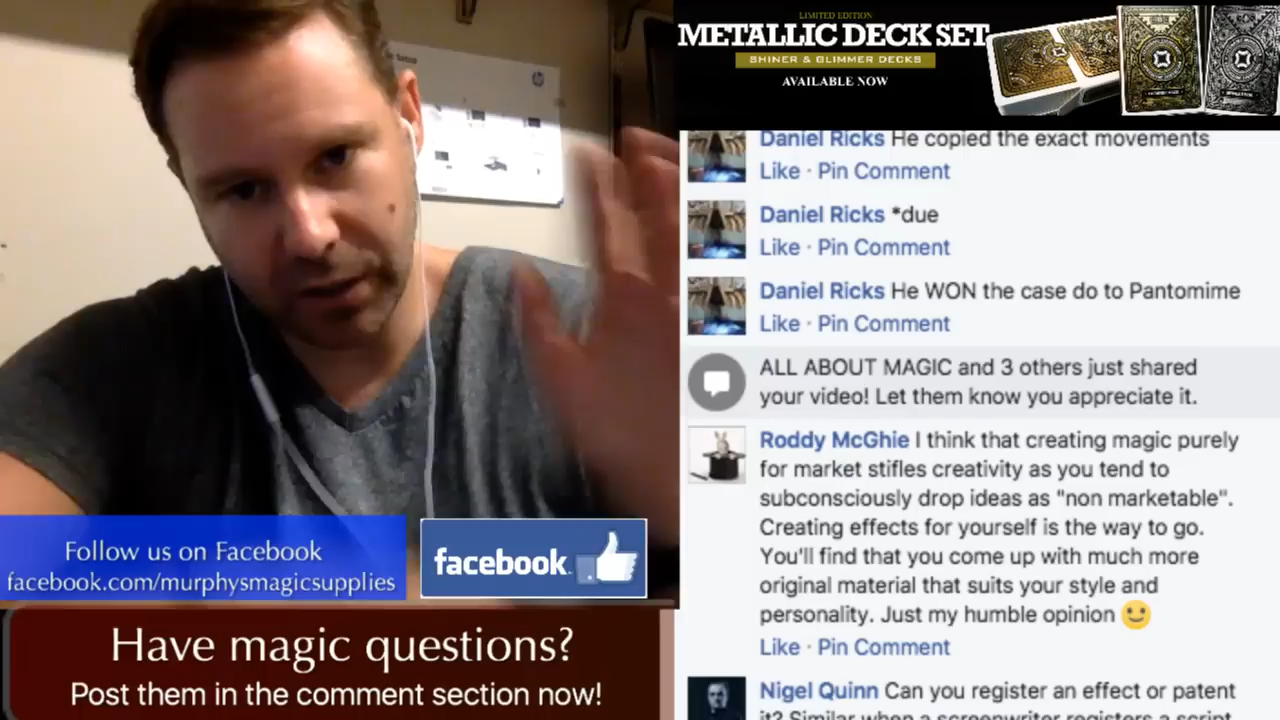 LIMITED EDITION
METALLIC DECK SET
SHINER & GLIMMER DECKS
AVAILABLE NOW
Daniel Ricks He copied the exact movements
Like · Pin Comment
Daniel Ricks *due
Like · Pin Comment
Daniel Ricks He WON the case do to Pantomime
Like · Pin Comment
ALL ABOUT MAGIC and 3 others just shared
your video! Let them know you appreciate it.
Roddy McGhie I think that creating magic purely
for market stifles creativity as you tend to
subconsciously drop ideas as "non marketable".
Creating effects for yourself is the way to go.
You'll find that you come up with much more
original material that suits your style and
personality. Just my humble opinion 🙂
Like · Pin Comment
Nigel Quinn Can you register an effect or patent
it? Similar when a screenwriter registers a script
Follow us on Facebook
facebook.com/murphysmagicsupplies
facebook
Have magic questions?
Post them in the comment section now!
hp